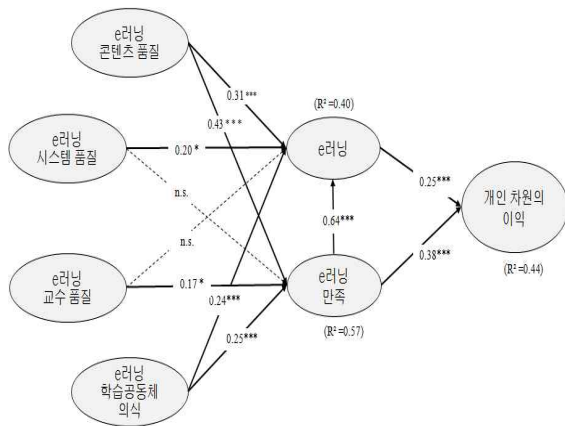 e러닝
콘텐츠 품질
0.31 ***
(R² =0.40)
0.43 ***
e러닝
시스템 품질
0.20 *
e러닝
0.25***
n.s.
개인 차원의
이익
0.64***
n.s.
0.38***
(R² =0.44)
e러닝
교수 품질
0.17 *
e러닝
만족
0.24***
(R² =0.57)
0.25***
e러닝
학습공동체
의식